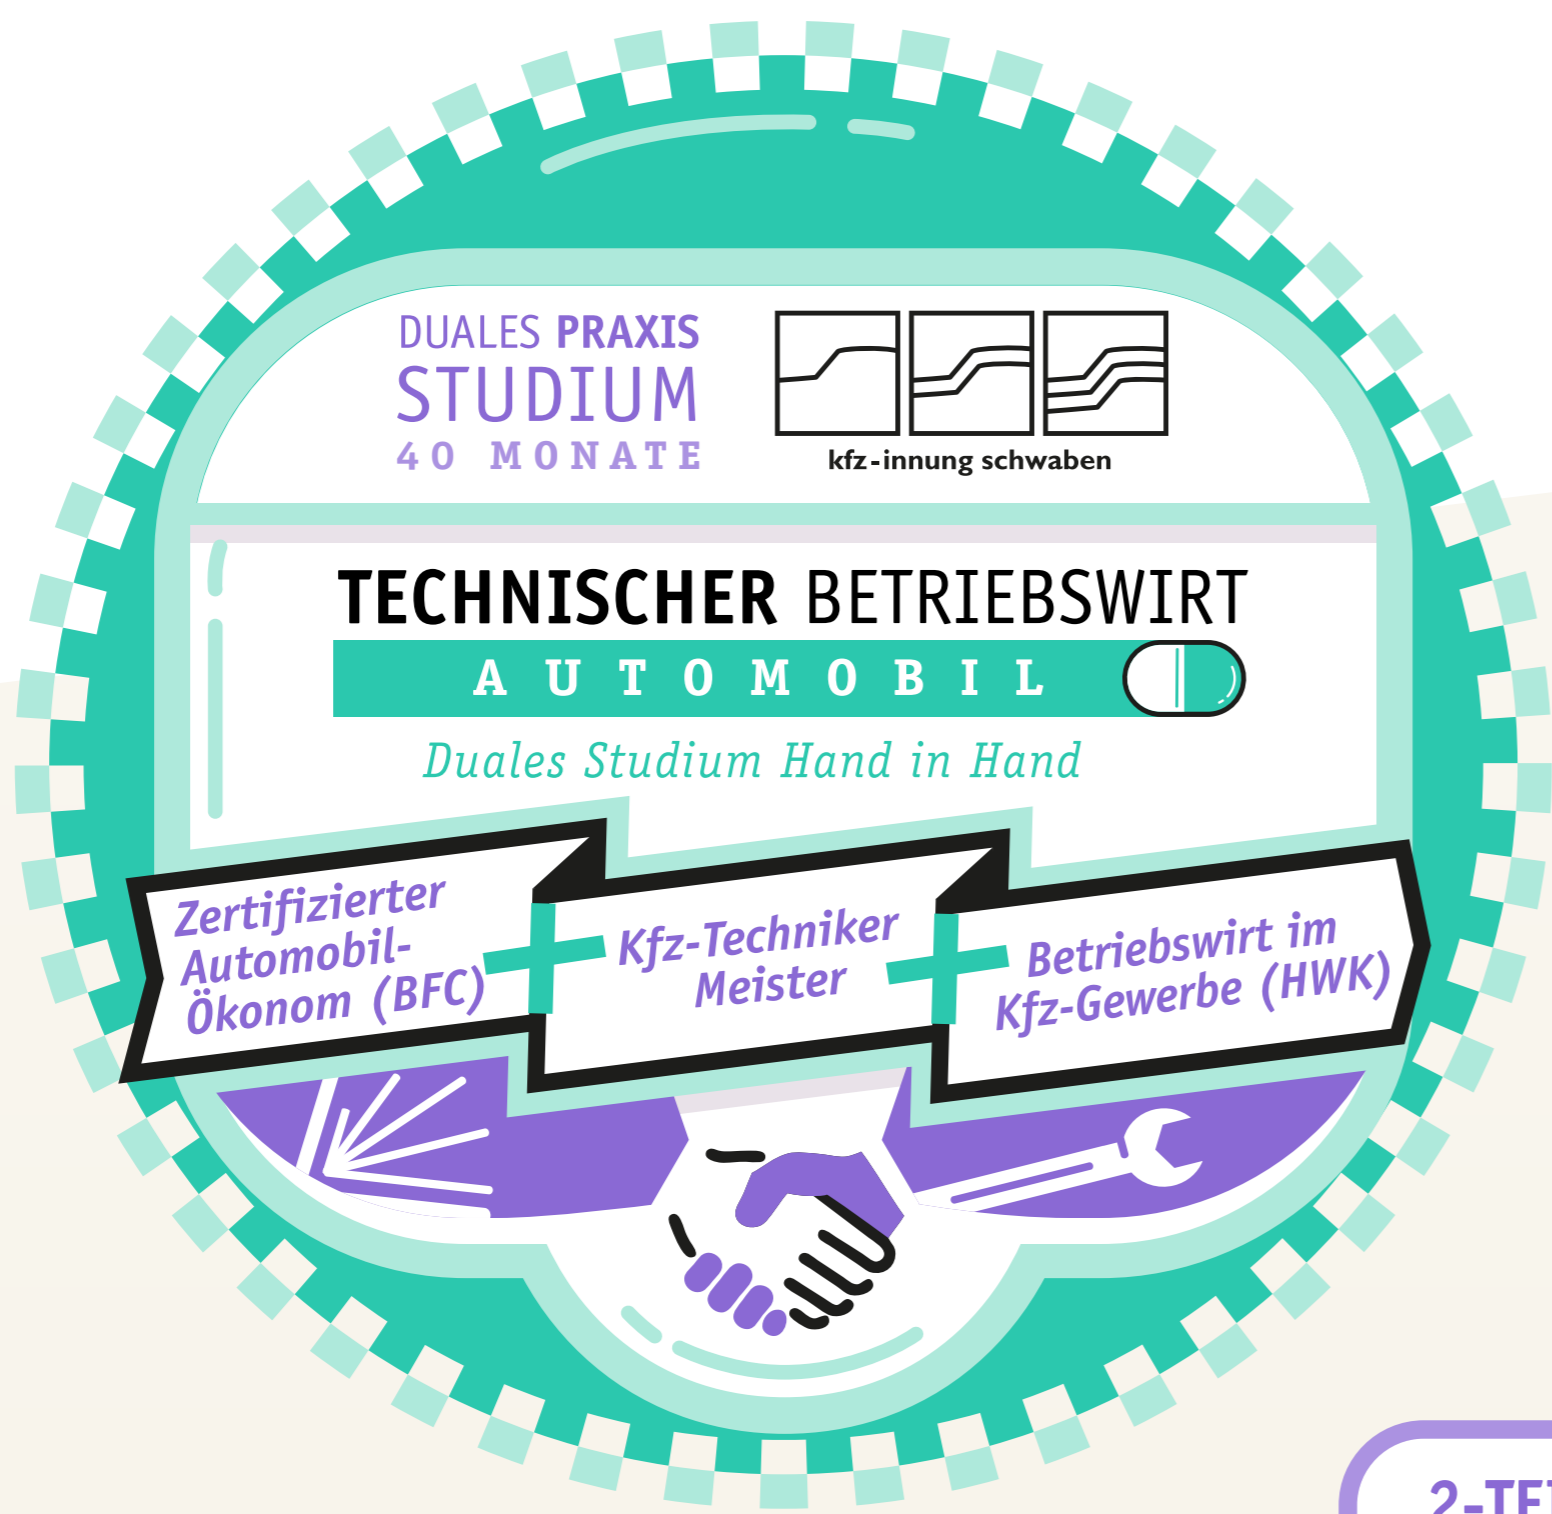 DUALES PRAXIS
STUDIUM
40 MONATE
kfz-innung schwaben
TECHNISCHER BETRIEBSWIRT
AUTOMOBIL
Duales Studium Hand in Hand
Zertifizierter
Automobil-
Ökonom (BFC)
Kfz-Techniker
Meister
Betriebswirt im
Kfz-Gewerbe (HWK)